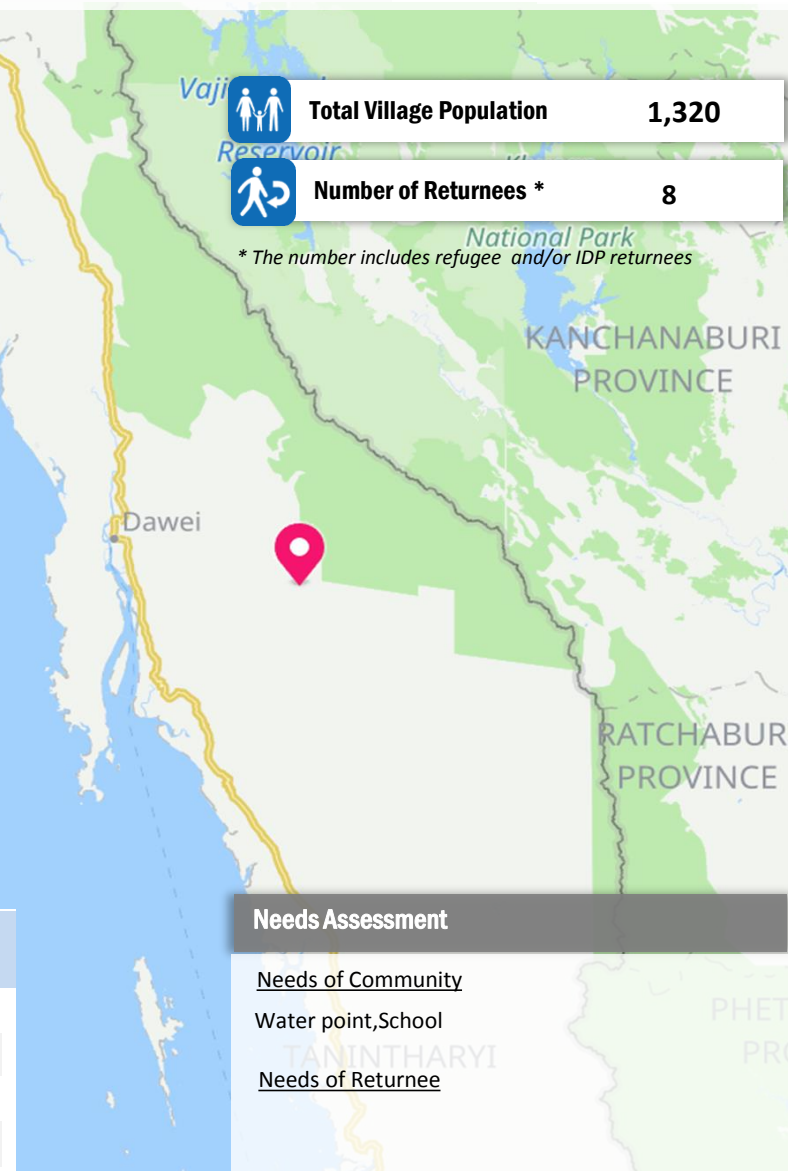 Total Village Population 1,320
Reservoir
Number of Returnees * 8
National Park
* The number includes refugee and/or IDP returnees
KANCHANABURI
PROVINCE
Dawei
RATCHABUR
PROVINCE
Needs Assessment
Needs of Community
Water point,School
TANINTHARYI
Needs of Returnee